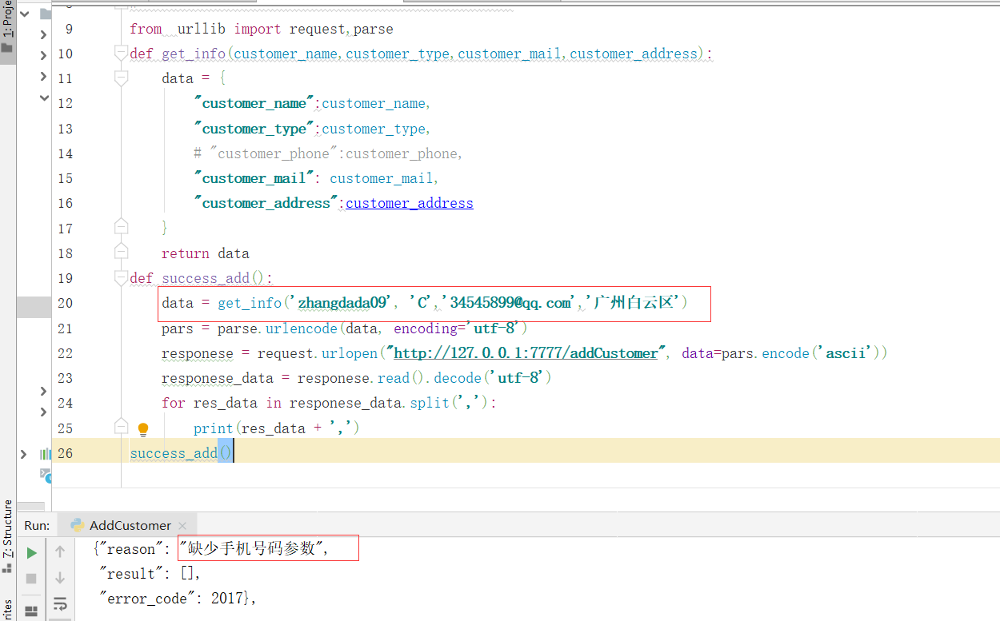 1: Proje
9 from  urllib import request,parse
10 def get_info(customer_name,customer_type,customer_mail,customer_address):
11 data = {
12 "customer_name":customer_name,
13 "customer_type":customer_type,
14 # "customer_phone":customer_phone,
15 "customer_mail": customer_mail,
16 "customer_address":customer_address
17 }
18 return data
19 def success_add():
20 data = get_info('zhangdada09', 'C','34545899@qq.com','广州白云区')
21 pars = parse.urlencode(data, encoding='utf-8')
22 responese = request.urlopen("http://127.0.0.1:7777/addCustomer", data=pars.encode('ascii'))
23 responese_data = responese.read().decode('utf-8')
24 for res_data in responese_data.split(','):
25 print(res_data + ',')
26 success_add()
Z: Structure
rites
Run: AddCustomer
{"reason": "缺少手机号码参数",
"result": [],
"error_code": 2017},